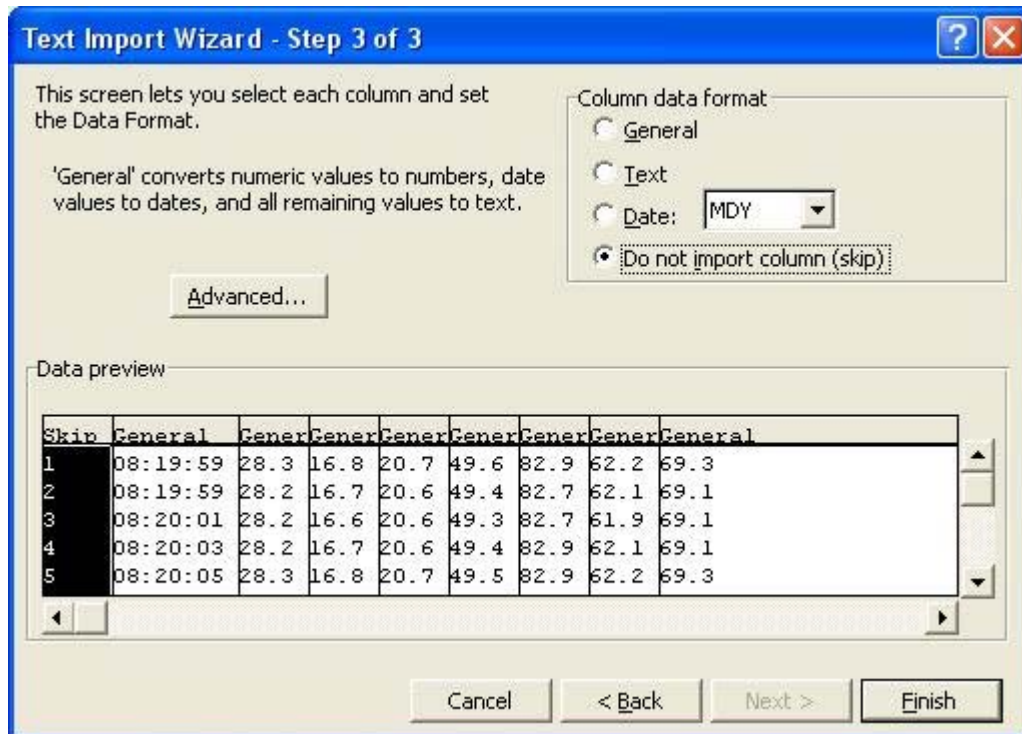 Text Import Wizard - Step 3 of 3
This screen lets you select each column and set
the Data Format.
'General' converts numeric values to numbers, date
values to dates, and all remaining values to text.
Advanced...
Column data format
General
Text
Date: MDY
Do not import column (skip)
Data preview
Skip General GenerGenerGenerGenerGenerGenerGeneral
1 08:19:59 28.3 16.8 20.7 49.6 82.9 62.2 69.3
2 08:19:59 28.2 16.7 20.6 49.4 82.7 62.1 69.1
3 08:20:01 28.2 16.6 20.6 49.3 82.7 61.9 69.1
4 08:20:03 28.2 16.7 20.6 49.4 82.9 62.1 69.1
5 08:20:05 28.3 16.8 20.7 49.5 82.9 62.2 69.3
Cancel < Back Next > Finish